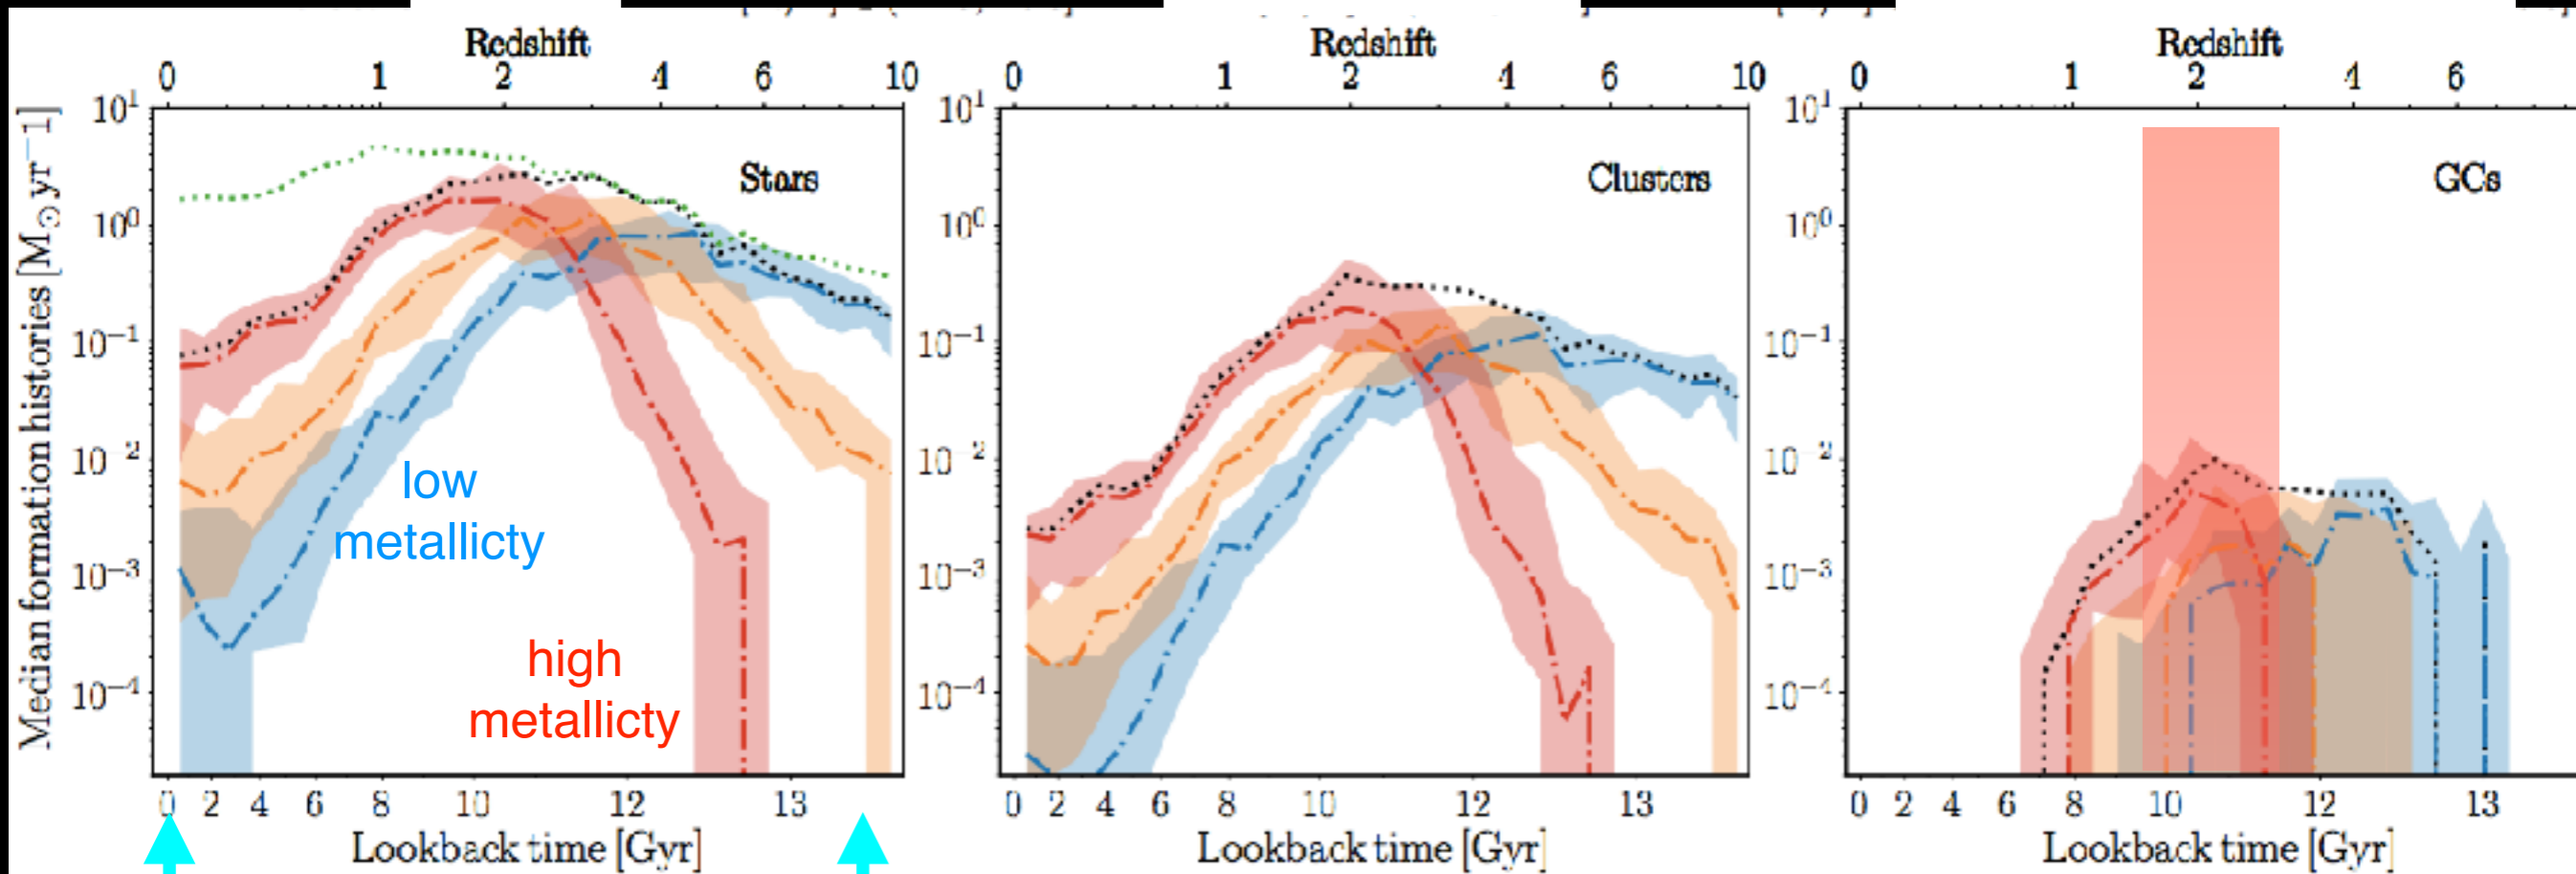 Redshift Redshift Redshift
0 1 2 4 6 10 0 1 2 4 6 10 0 1 2 4 6
Median formation histories [M⊙yr⁻¹]
10¹ 10¹ 10¹
Stars Clusters GCs
10⁰ 10⁰ 10⁰
10⁻¹ 10⁻¹ 10⁻¹
10⁻² 10⁻² 10⁻²
low
metallicty
10⁻³ 10⁻³ 10⁻³
high
metallicty
10⁻⁴ 10⁻⁴ 10⁻⁴
0 2 4 6 8 10 12 13 0 2 4 6 8 10 12 13 0 2 4 6 8 10 12 13
Lookback time [Gyr] Lookback time [Gyr] Lookback time [Gyr]